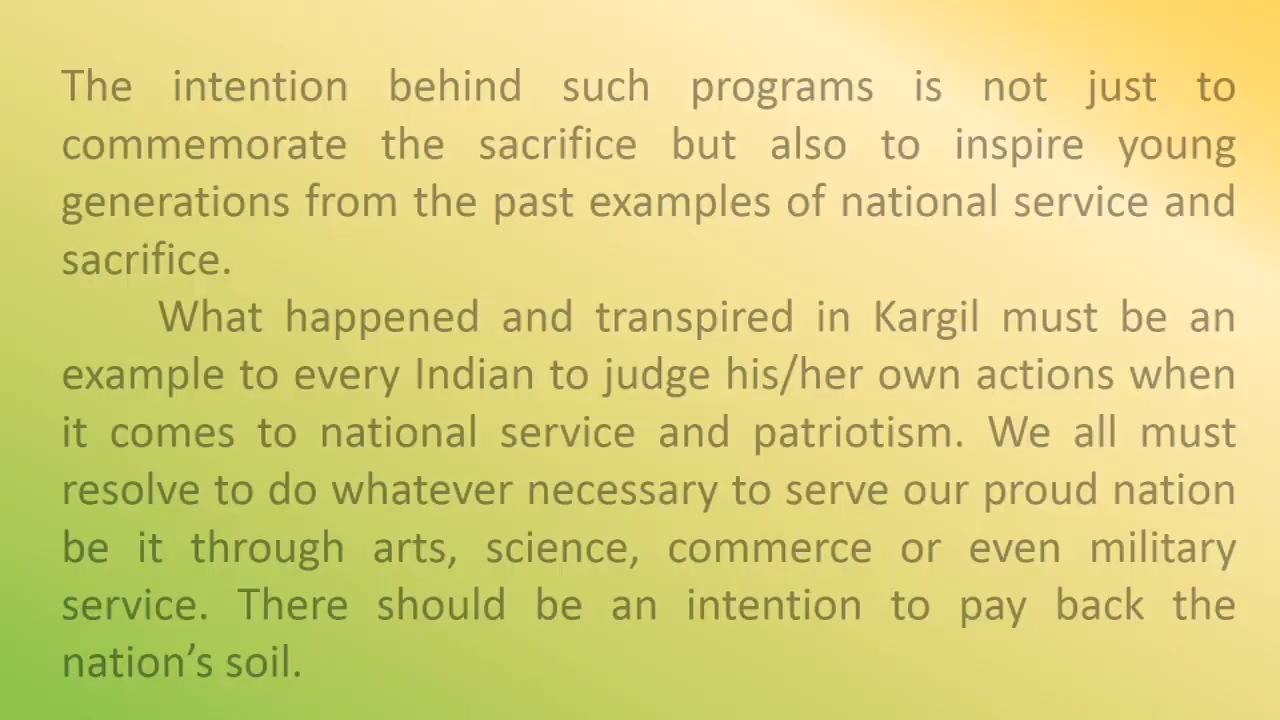 The intention behind such programs is not just to
commemorate the sacrifice but also to inspire young
generations from the past examples of national service and
sacrifice.
What happened and transpired in Kargil must be an
example to every Indian to judge his/her own actions when
it comes to national service and patriotism. We all must
resolve to do whatever necessary to serve our proud nation
be it through arts, science, commerce or even military
service. There should be an intention to pay back the
nation’s soil.